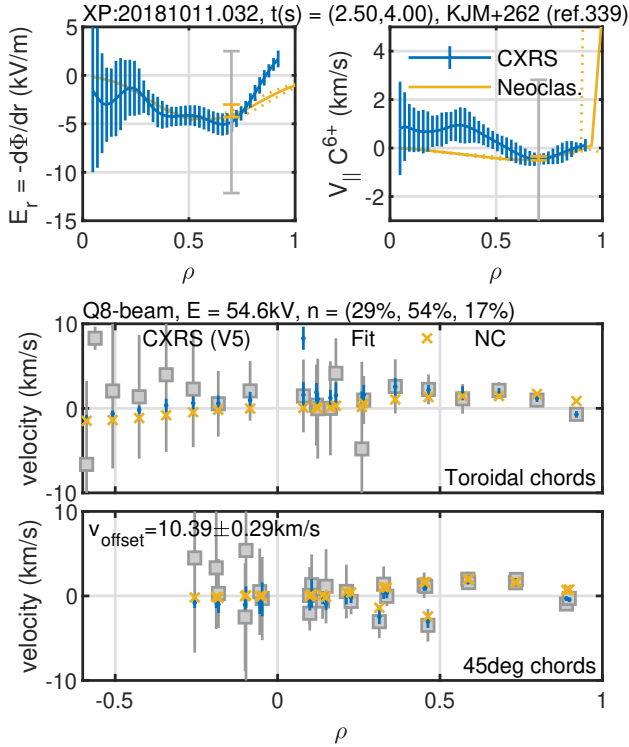 XP:20181011.032, t(s) = (2.50,4.00), KJM+262 (ref.339)
E_r = -dΦ/dr (kV/m)
5
0
-5
-10
-15
0
0.5
1
ρ
V_|| C^6+ (km/s)
4
2
0
-2
CXRS
Neoclas.
0
0.5
1
ρ
Q8-beam, E = 54.6kV, n = (29%, 54%, 17%)
velocity (km/s)
10
0
-10
CXRS (V5)
Fit
NC
Toroidal chords
velocity (km/s)
10
0
-10
v_offset=10.39±0.29km/s
45deg chords
-0.5
0
0.5
1
ρ